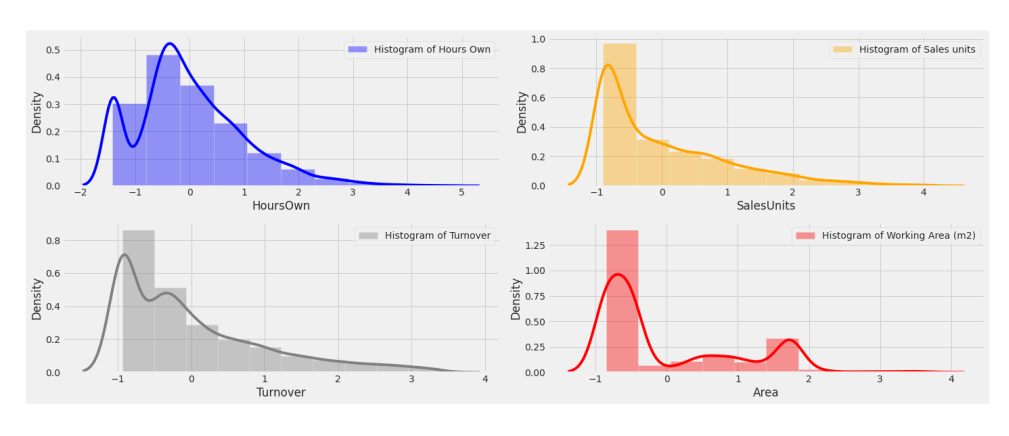 Histogram of Hours Own
Density
0.5
0.4
0.3
0.2
0.1
0.0
−2 −1 0 1 2 3 4 5
HoursOwn
Histogram of Sales units
Density
1.0
0.8
0.6
0.4
0.2
0.0
−1 0 1 2 3 4
SalesUnits
Histogram of Turnover
Density
0.8
0.6
0.4
0.2
0.0
−1 0 1 2 3 4
Turnover
Histogram of Working Area (m2)
Density
1.25
1.00
0.75
0.50
0.25
0.00
−1 0 1 2 3 4
Area